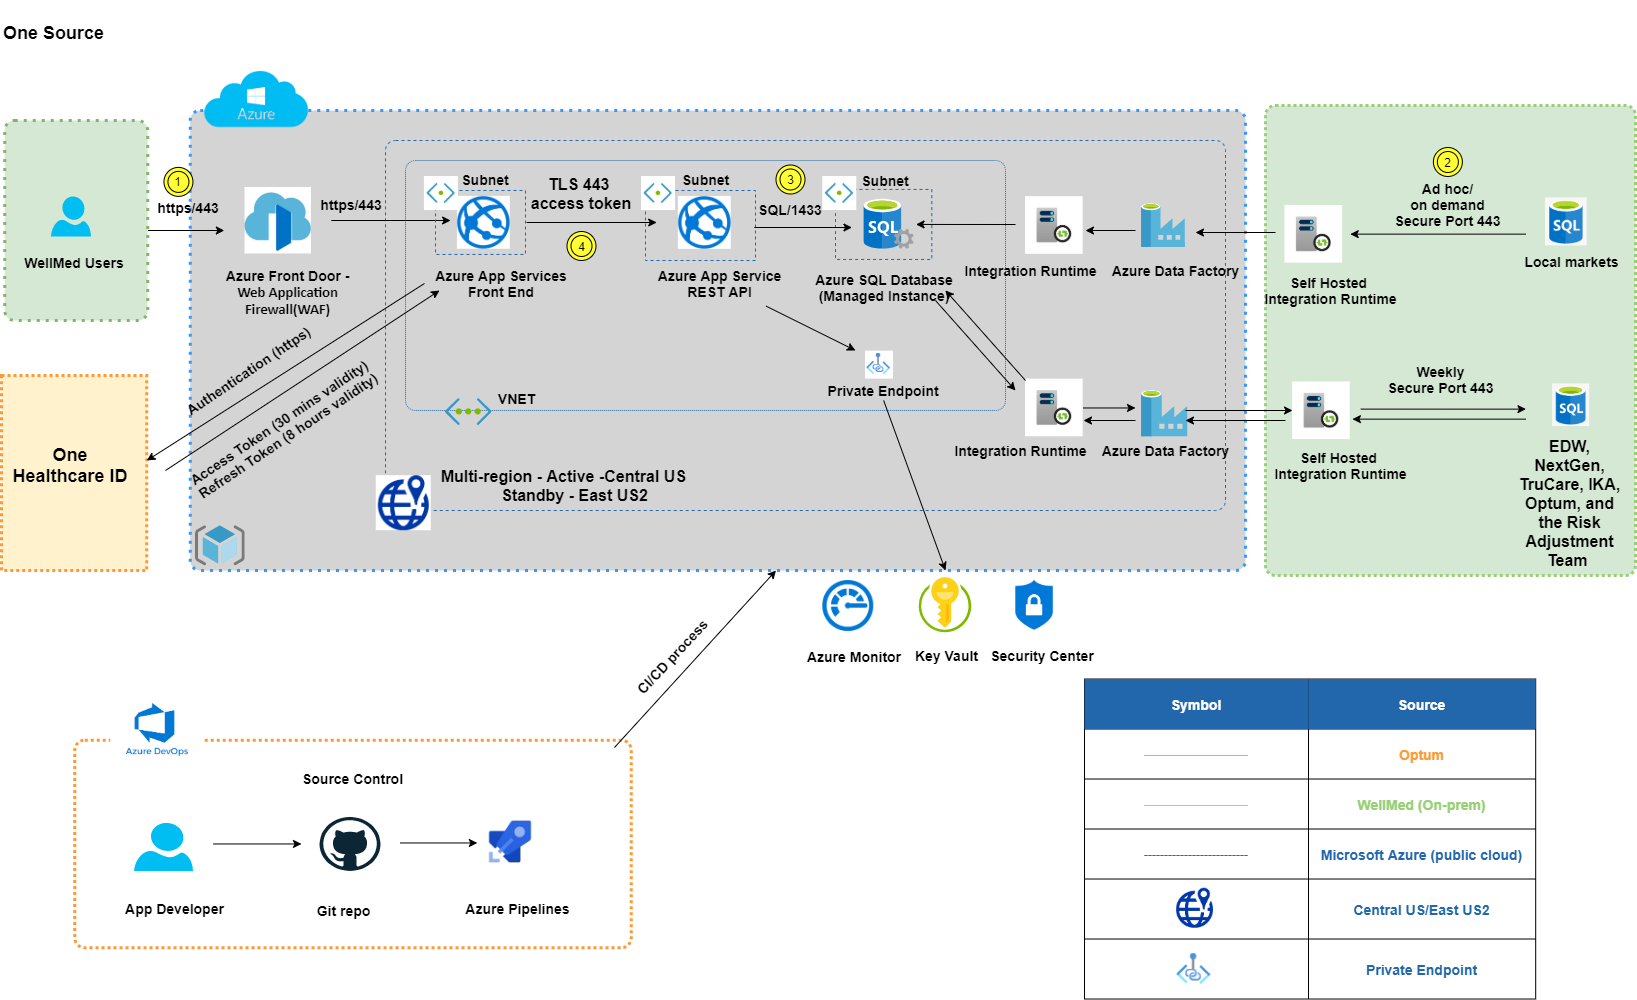 One Source
Azure
1
https/443
WellMed Users
Azure Front Door -
Web Application
Firewall(WAF)
https/443
Subnet
Azure App Services
Front End
TLS 443
access token
4
Subnet
Azure App Service
REST API
3
SQL/1433
Subnet
SQL
Azure SQL Database
(Managed Instance)
Integration Runtime
Azure Data Factory
Self Hosted
Integration Runtime
2
Ad hoc/
on demand
Secure Port 443
SQL
Local markets
Authentication (https)
Access Token (30 mins validity)
Refresh Token (8 hours validity)
One
Healthcare ID
VNET
Private Endpoint
Integration Runtime
Azure Data Factory
Self Hosted
Integration Runtime
Weekly
Secure Port 443
SQL
EDW,
NextGen,
TruCare, IKA,
Optum, and
the Risk
Adjustment
Team
Multi-region - Active -Central US
Standby - East US2
Azure Monitor
Key Vault
Security Center
CI/CD process
Azure DevOps
Source Control
App Developer
Git repo
Azure Pipelines
Symbol
Source
Optum
WellMed (On-prem)
Microsoft Azure (public cloud)
Central US/East US2
Private Endpoint